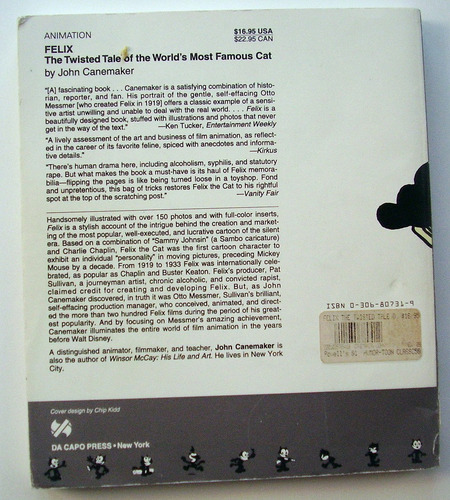 ANIMATION
$16.95 USA
$22.95 CAN
FELIX
The Twisted Tale of the World's Most Famous Cat
by John Canemaker
"[A] fascinating book . . . Canemaker is a satisfying combination of histo-
rian, reporter, and fan. His portrait of the gentle, self-effacing Otto
Messmer [who created Felix in 1919] offers a classic example of a sensi-
tive artist unwilling and unable to deal with the real world. . . . Felix is a
beautifully designed book, stuffed with illustrations and photos that never
get in the way of the text." —Ken Tucker, Entertainment Weekly
"A lively assessment of the art and business of film animation, as reflect-
ed in the career of its favorite feline, spiced with anecdotes and informa-
tive details." —Kirkus
"There's human drama here, including alcoholism, syphilis, and statutory
rape. But what makes the book a must-have is its haul of Felix memora-
bilia—flipping the pages is like being turned loose in a toyshop. Fond
and unpretentious, this bag of tricks restores Felix the Cat to his rightful
spot at the top of the scratching post." —Vanity Fair
Handsomely illustrated with over 150 photos and with full-color inserts,
Felix is a stylish account of the intrigue behind the creation and market-
ing of the most popular, well-executed, and lucrative cartoon of the silent
era. Based on a combination of "Sammy Johnsin" (a Sambo caricature)
and Charlie Chaplin, Felix the Cat was the first cartoon character to
exhibit an individual "personality" in moving pictures, preceding Mickey
Mouse by a decade. From 1919 to 1933 Felix was internationally cele-
brated, as popular as Chaplin and Buster Keaton. Felix's producer, Pat
Sullivan, a journeyman artist, chronic alcoholic, and convicted rapist,
claimed credit for creating and developing Felix. But, as John
Canemaker discovered, in truth it was Otto Messmer, Sullivan's brilliant,
self-effacing production manager, who conceived, animated, and direct-
ed the more than two hundred Felix films during the period of his great-
est popularity. And by focusing on Messmer's amazing achievement,
Canemaker illuminates the entire world of film animation in the years
before Walt Disney.
A distinguished animator, filmmaker, and teacher, John Canemaker is
also the author of Winsor McCay: His Life and Art. He lives in New York
City.
ISBN 0-306-80731-9
FELIX THE TWISTED TALE O
Powell's
Cover design by Chip Kidd
DA CAPO PRESS • New York